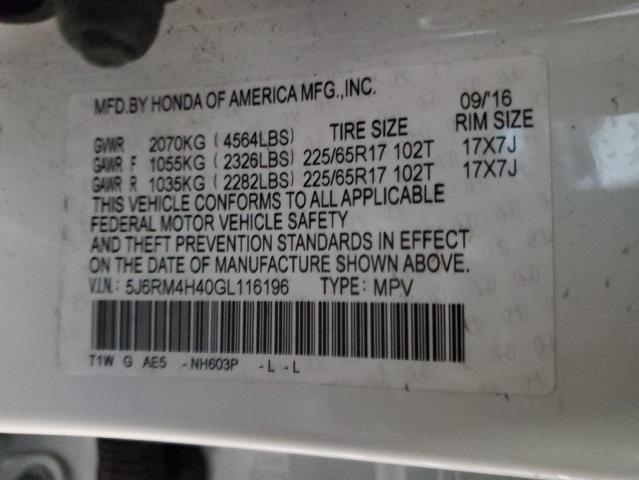 MFD.BY HONDA OF AMERICA MFG.,INC. 09/'16
TIRE SIZE RIM SIZE
GVWR 2070KG (4564LBS)
GAWR F 1055KG (2326LBS) 225/65R17 102T 17X7J
GAWR R 1035KG (2282LBS) 225/65R17 102T 17X7J
THIS VEHICLE CONFORMS TO ALL APPLICABLE
FEDERAL MOTOR VEHICLE SAFETY
AND THEFT PREVENTION STANDARDS IN EFFECT
ON THE DATE OF MANUFACTURE SHOWN ABOVE.
V.I.N.: 5J6RM4H40GL116196 TYPE: MPV
T1W G AE5 -NH603P -L -L